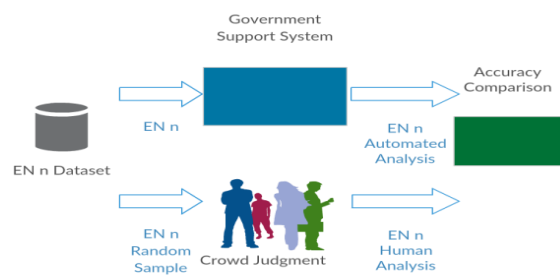 Government
Support System
Accuracy
Comparison
EN n
EN n
Automated
Analysis
EN n Dataset
EN n
Random
Sample
Crowd Judgment
EN n
Human
Analysis